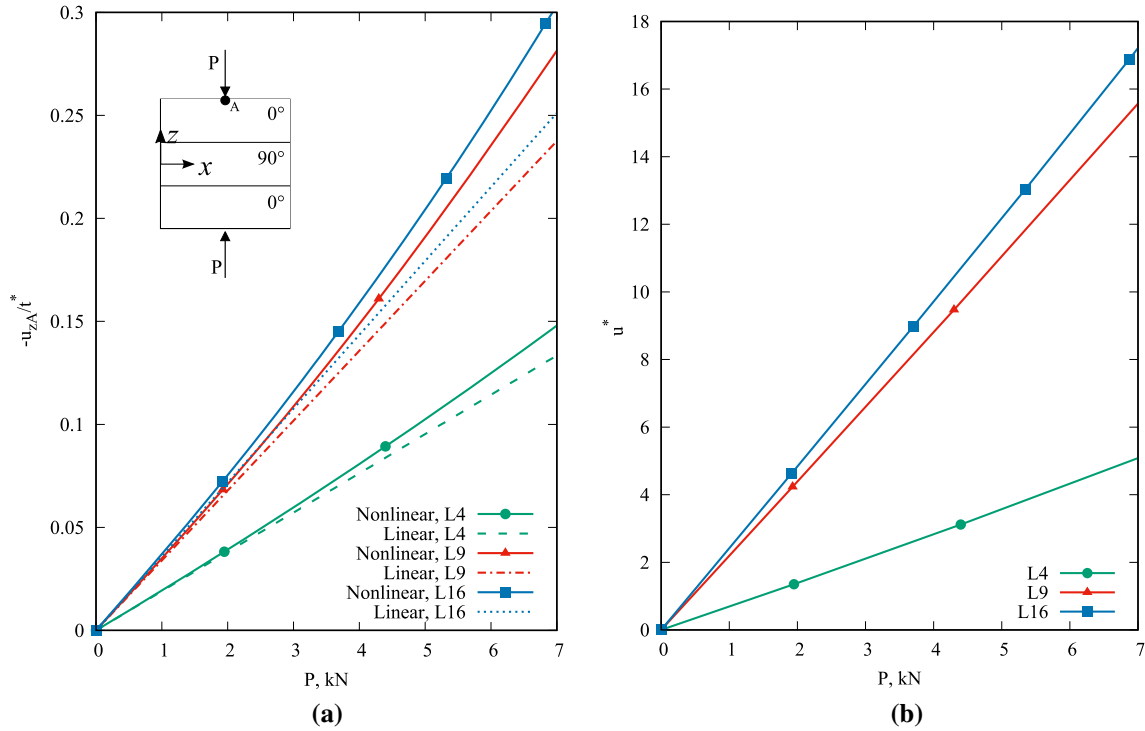 0.3
0.25
0.2
0.15
0.1
0.05
0
-u_zA/t*
P
A
0°
z
90°
x
0°
P
Nonlinear, L4
Linear, L4
Nonlinear, L9
Linear, L9
Nonlinear, L16
Linear, L16
0 1 2 3 4 5 6 7
P, kN
(a)
18
16
14
12
10
8
6
4
2
0
u*
L4
L9
L16
0 1 2 3 4 5 6 7
P, kN
(b)